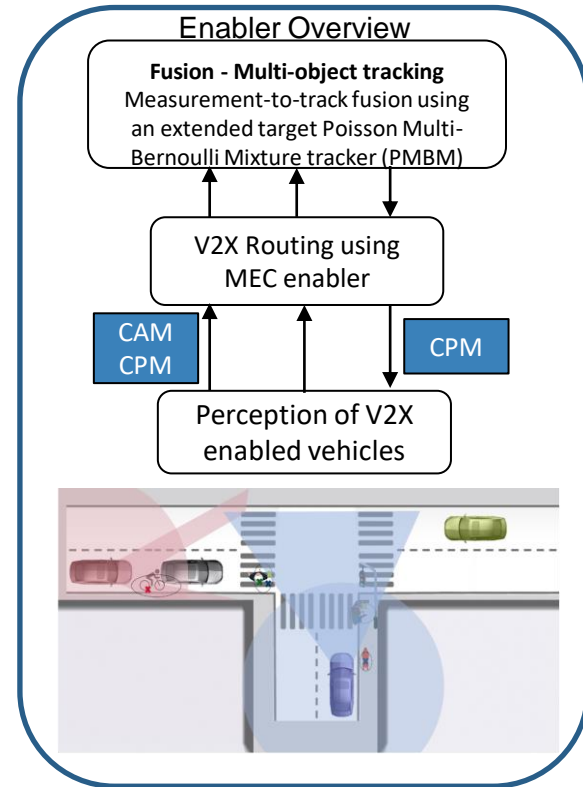 Enabler Overview
Fusion - Multi-object tracking
Measurement-to-track fusion using
an extended target Poisson Multi-
Bernoulli Mixture tracker (PMBM)
V2X Routing using
MEC enabler
CAM
CPM
CPM
Perception of V2X
enabled vehicles